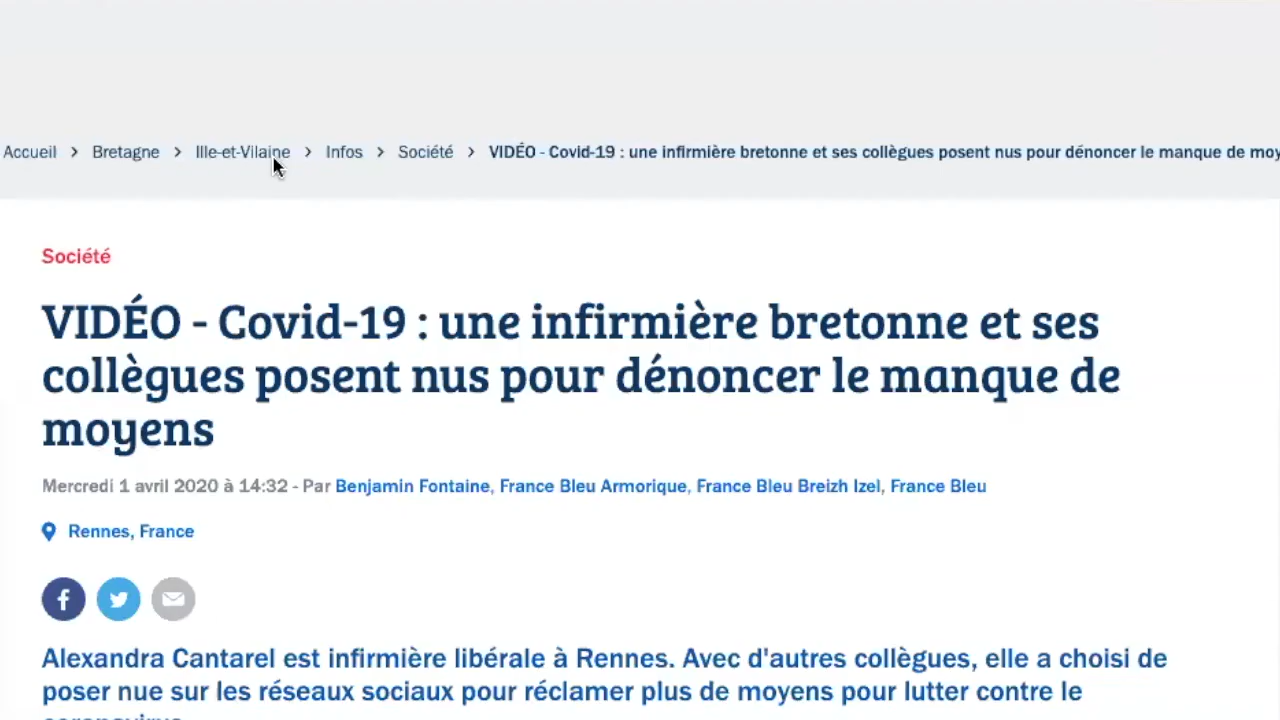 Accueil > Bretagne > Ille-et-Vilaine > Infos > Société > VIDÉO - Covid-19 : une infirmière bretonne et ses collègues posent nus pour dénoncer le manque de moy
Société
VIDÉO - Covid-19 : une infirmière bretonne et ses
collègues posent nus pour dénoncer le manque de
moyens
Mercredi 1 avril 2020 à 14:32 - Par Benjamin Fontaine, France Bleu Armorique, France Bleu Breizh Izel, France Bleu
Rennes, France
Alexandra Cantarel est infirmière libérale à Rennes. Avec d'autres collègues, elle a choisi de
poser nue sur les réseaux sociaux pour réclamer plus de moyens pour lutter contre le